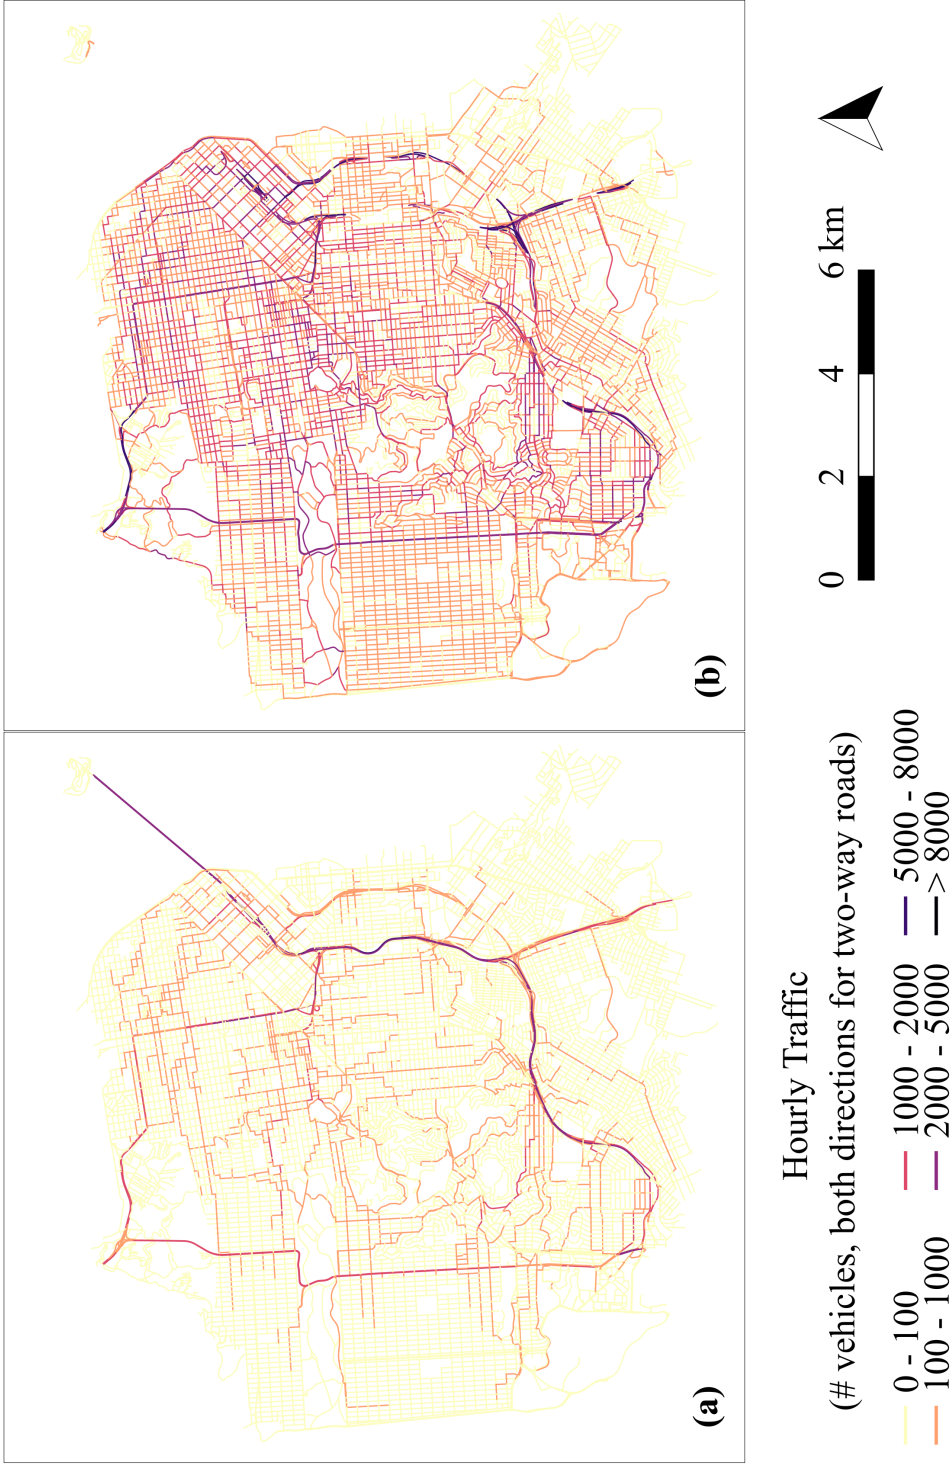 (a)
(b)
Hourly Traffic
(# vehicles, both directions for two-way roads)
0 - 100
1000 - 2000
5000 - 8000
100 - 1000
2000 - 5000
> 8000
0 2 4 6 km